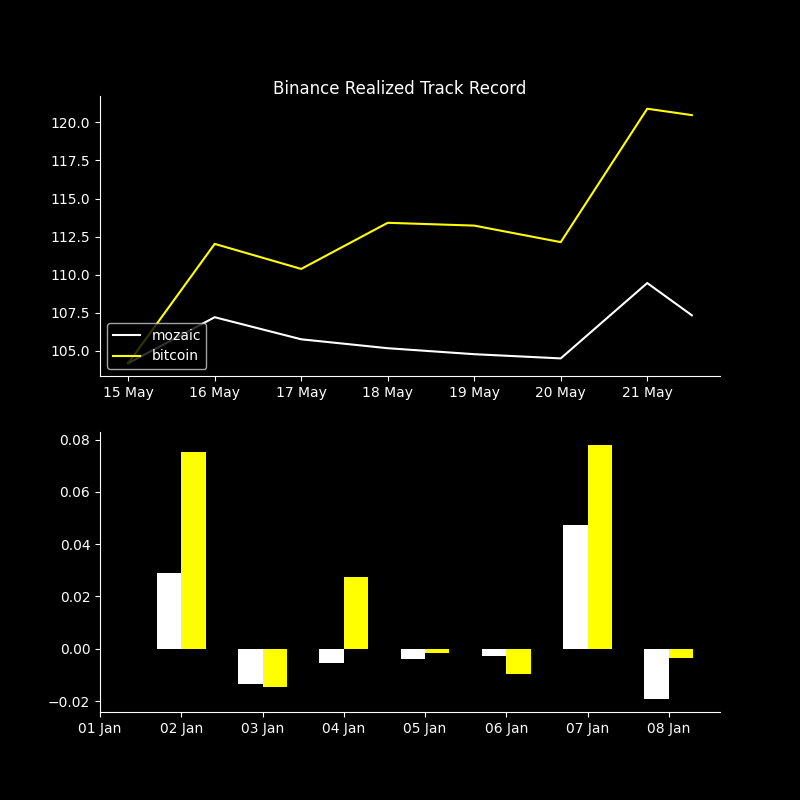 Binance Realized Track Record
120.0
117.5
115.0
112.5
110.0
107.5
105.0
mozaic
bitcoin
15 May 16 May 17 May 18 May 19 May 20 May 21 May
0.08
0.06
0.04
0.02
0.00
−0.02
01 Jan 02 Jan 03 Jan 04 Jan 05 Jan 06 Jan 07 Jan 08 Jan